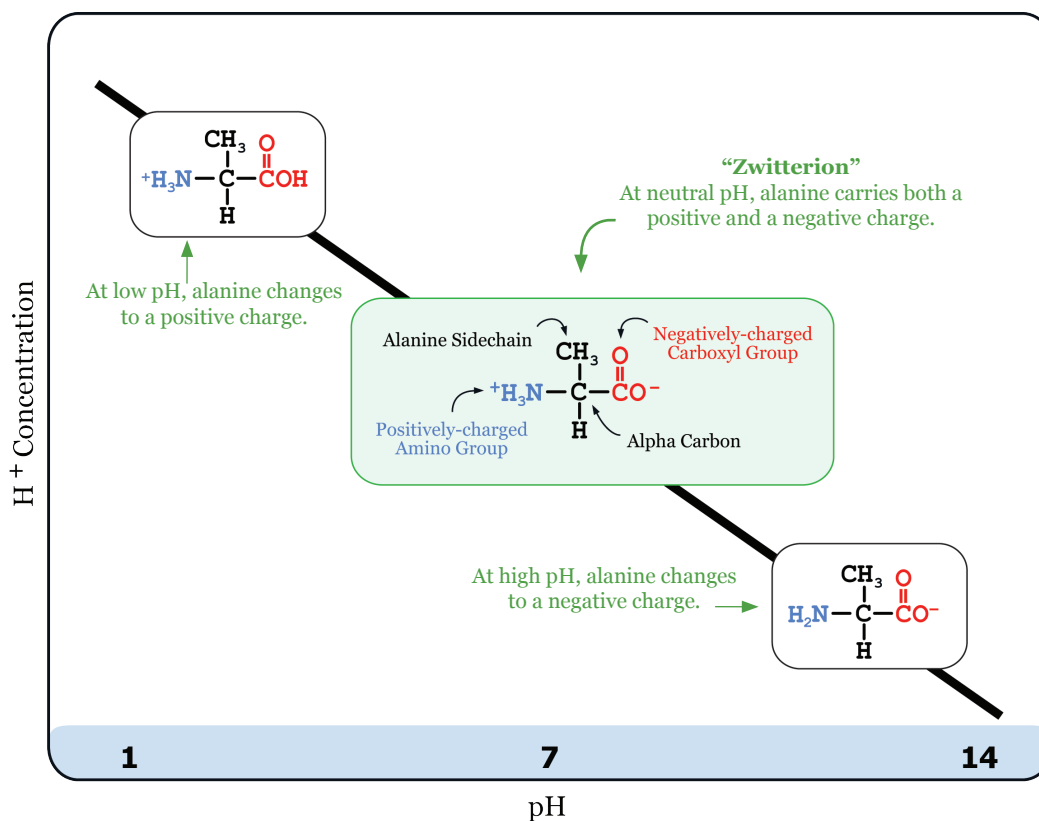 CH₃ O
⁺H₃N C COH
H
“Zwitterion”
At neutral pH, alanine carries both a
positive and a negative charge.
At low pH, alanine changes
to a positive charge.
Alanine Sidechain
Negatively-charged
Carboxyl Group
CH₃ O
⁺H₃N C CO⁻
H
Positively-charged
Amino Group
Alpha Carbon
H⁺ Concentration
At high pH, alanine changes
to a negative charge.
CH₃ O
H₂N C CO⁻
H
1 7 14
pH